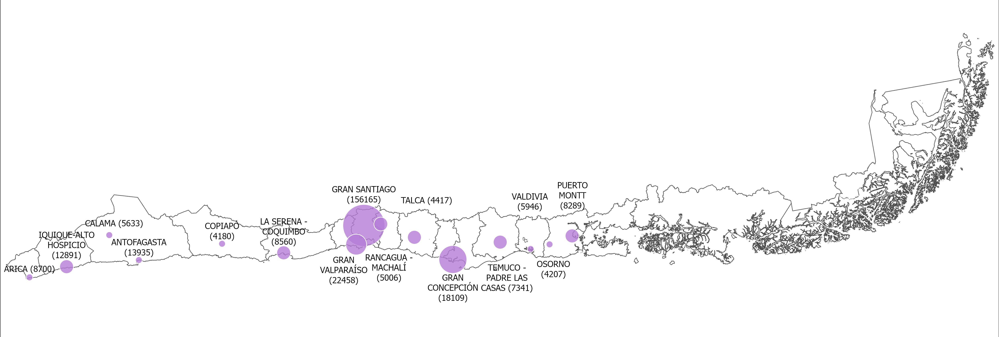 GRAN SANTIAGO
(156165)
TALCA (4417)
VALDIVIA
(5946)
PUERTO
MONTT
(8289)
CALAMA (5633)
IQUIQUE-ALTO
HOSPICIO
(12891)
ANTOFAGASTA
(13935)
COPIAPÓ
(4180)
LA SERENA -
COQUIMBO
(8560)
ARICA (8700)
GRAN
VALPARAÍSO
(22458)
RANCAGUA -
MACHALÍ
(5006)
GRAN
CONCEPCIÓN
(18109)
TEMUCO -
PADRE LAS
CASAS (7341)
OSORNO
(4207)